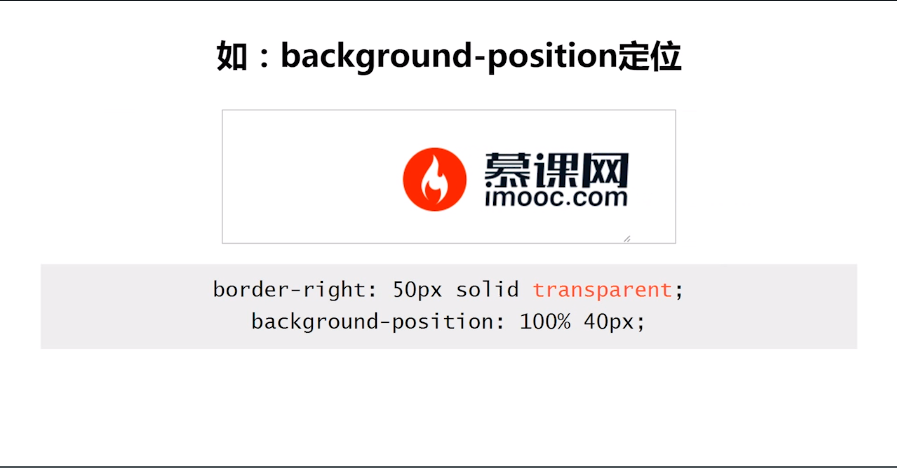 如：background-position定位
慕课网
imooc.com
border-right: 50px solid transparent;
background-position: 100% 40px;